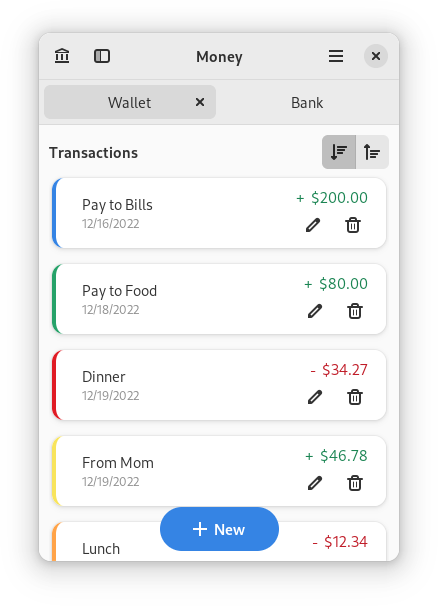 Money
Wallet
Bank
Transactions
Pay to Bills
+ $200.00
12/16/2022
Pay to Food
+ $80.00
12/18/2022
Dinner
- $34.27
12/19/2022
From Mom
+ $46.78
12/19/2022
Lunch
- $12.34
New